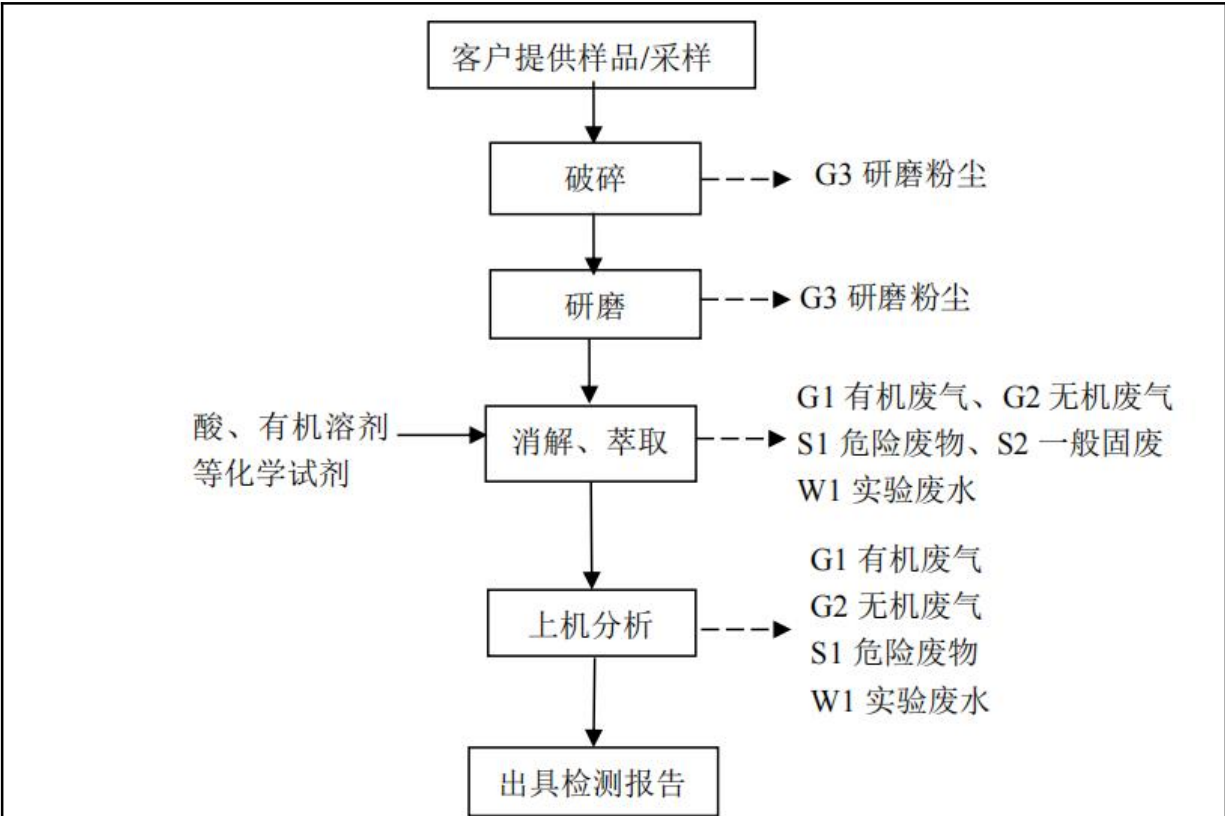 客户提供样品/采样
破碎
G3 研磨粉尘
研磨
G3 研磨粉尘
酸、有机溶剂
等化学试剂
消解、萃取
G1 有机废气、G2 无机废气
S1 危险废物、S2 一般固废
W1 实验废水
上机分析
G1 有机废气
G2 无机废气
S1 危险废物
W1 实验废水
出具检测报告